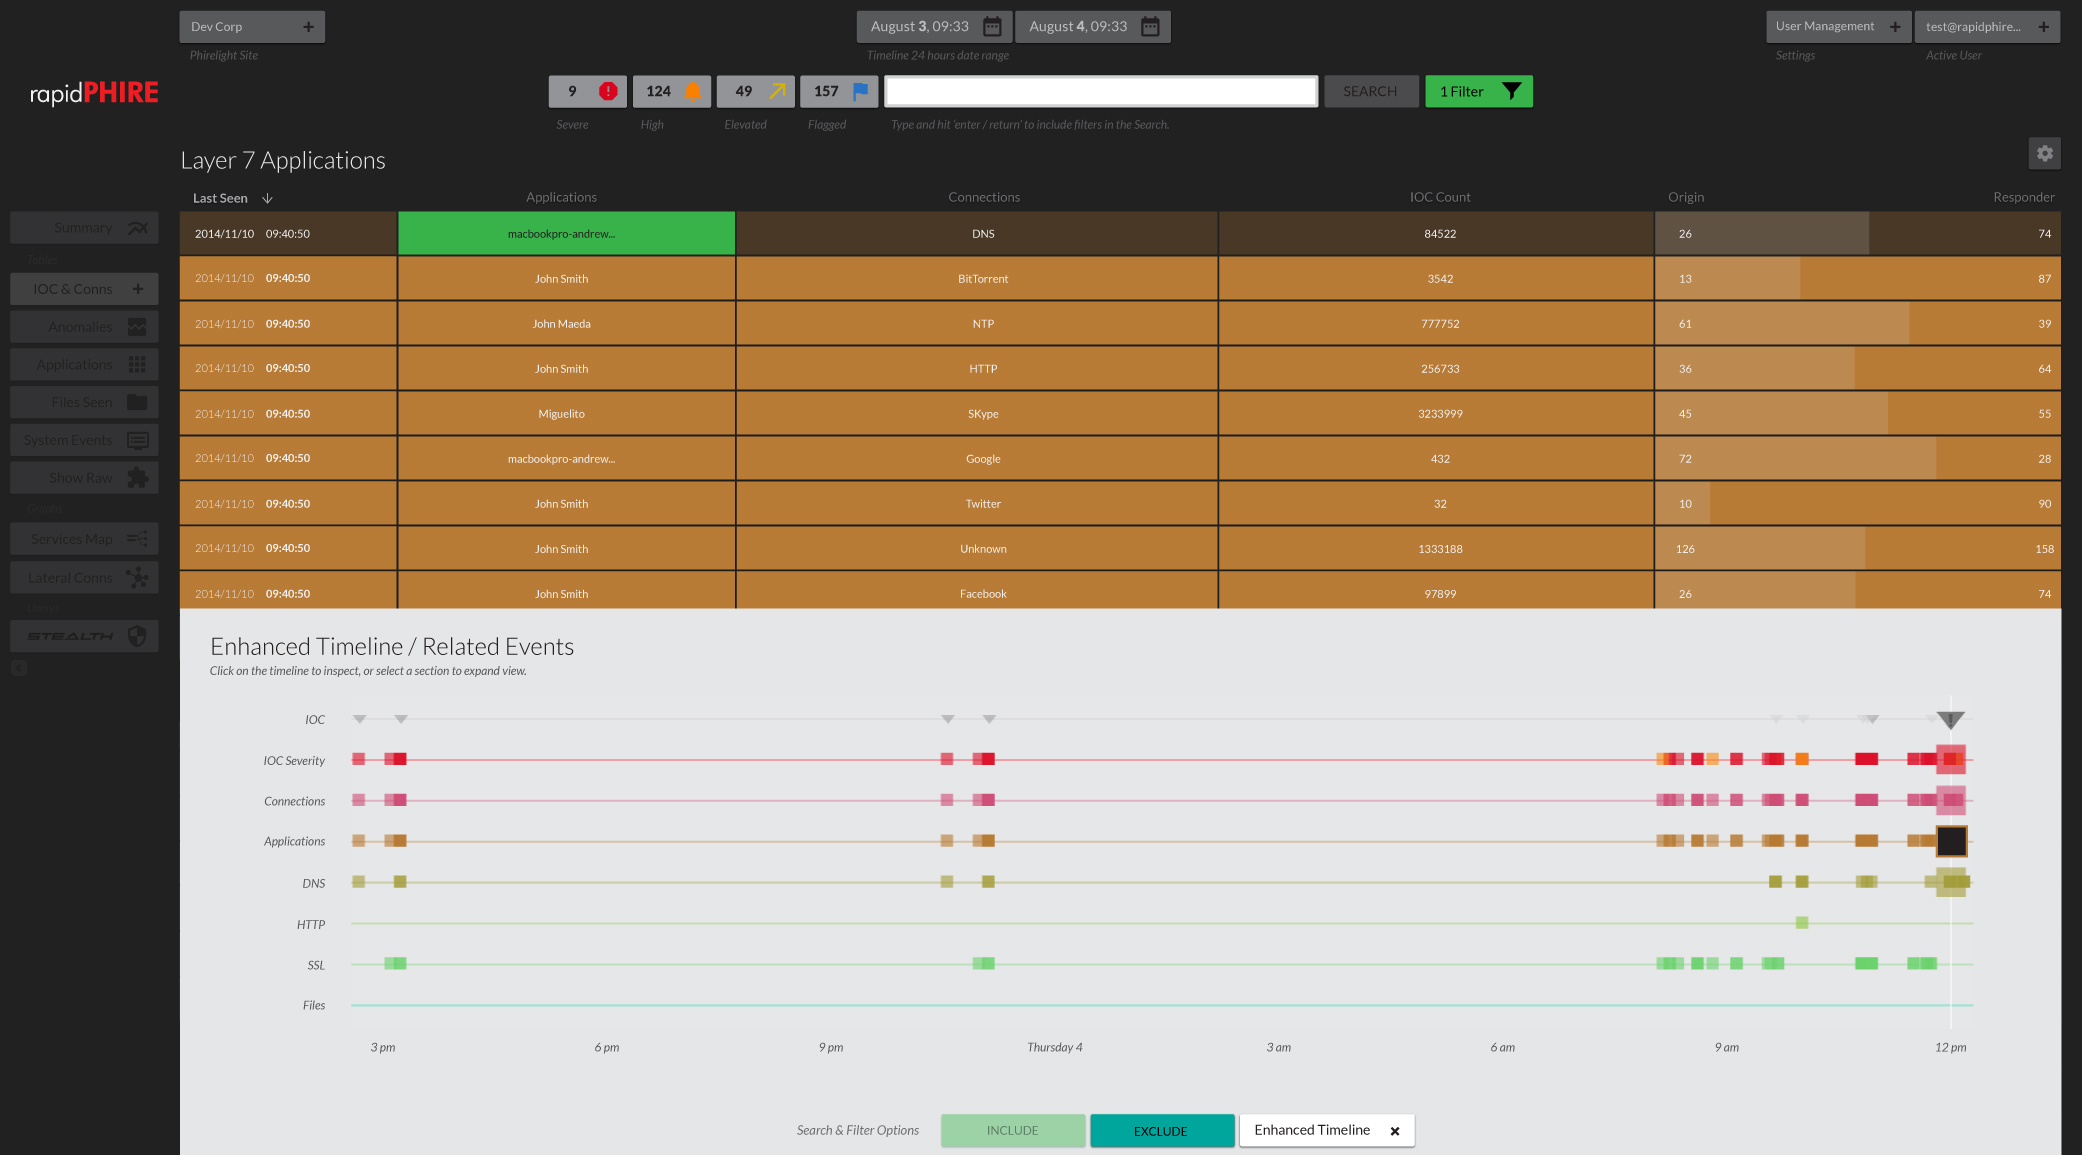 Dev Corp +
August 3, 09:33
August 4, 09:33
User Management +
test@rapidphire... +
Phirelight Site
Timeline 24 hours date range
Settings
Active User
rapidPHIRE
9
124
49
157
SEARCH
1 Filter
Severe
High
Elevated
Flagged
Type and hit 'enter / return' to include filters in the Search.
Layer 7 Applications
Last Seen Applications Connections IOC Count Origin Responder
2014/11/10 09:40:50 macbookpro-andrew... DNS 84522 26 74
2014/11/10 09:40:50 John Smith BitTorrent 3542 13 87
2014/11/10 09:40:50 John Maeda NTP 777752 61 39
2014/11/10 09:40:50 John Smith HTTP 256733 36 64
2014/11/10 09:40:50 Miguelito SKype 3233999 45 55
2014/11/10 09:40:50 macbookpro-andrew... Google 432 72 28
2014/11/10 09:40:50 John Smith Twitter 32 10 90
2014/11/10 09:40:50 John Smith Unknown 1333188 126 158
2014/11/10 09:40:50 John Smith Facebook 97899 26 74
Summary
Tables
IOC & Conns +
Anomalies
Applications
Files Seen
System Events
Show Raw
Graphs
Services Map
Lateral Conns
STEALTH
Enhanced Timeline / Related Events
Click on the timeline to inspect, or select a section to expand view.
IOC
IOC Severity
Connections
Applications
DNS
HTTP
SSL
Files
3 pm 6 pm 9 pm Thursday 4 3 am 6 am 9 am 12 pm
Search & Filter Options
INCLUDE
EXCLUDE
Enhanced Timeline ×